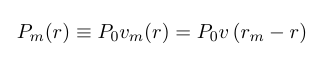 P_m(r) ≡ P_0 v_m(r) = P_0 v (r_m − r)